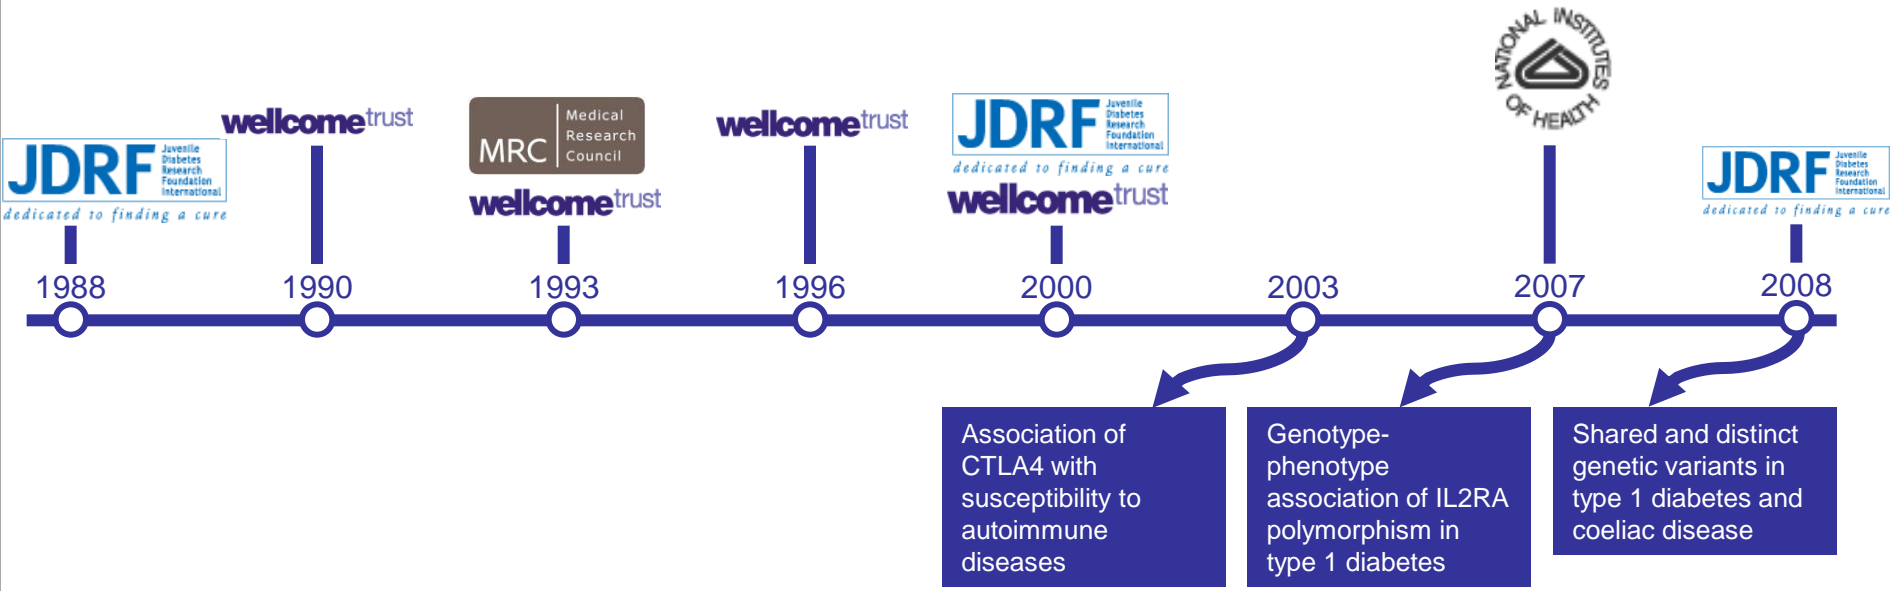 JDRF
Juvenile
Diabetes
Research
Foundation
International
dedicated to finding a cure
wellcometrust
MRC
Medical
Research
Council
wellcometrust
wellcometrust
JDRF
Juvenile
Diabetes
Research
Foundation
International
dedicated to finding a cure
wellcometrust
NATIONAL INSTITUTES
OF HEALTH
JDRF
Juvenile
Diabetes
Research
Foundation
International
dedicated to finding a cure
1988
1990
1993
1996
2000
2003
2007
2008
Association of
CTLA4 with
susceptibility to
autoimmune
diseases
Genotype-
phenotype
association of IL2RA
polymorphism in
type 1 diabetes
Shared and distinct
genetic variants in
type 1 diabetes and
coeliac disease